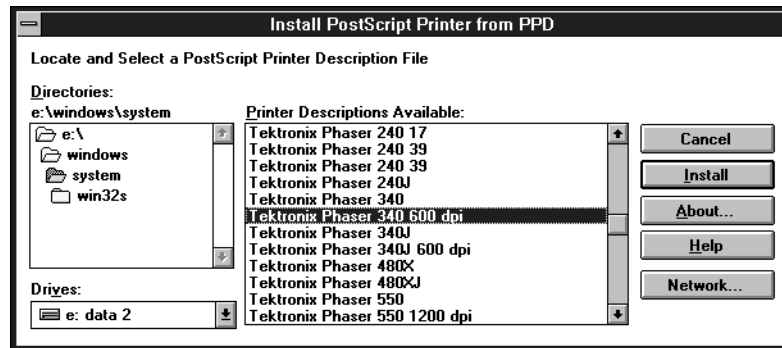 Install PostScript Printer from PPD
Locate and Select a PostScript Printer Description File
Directories:
e:\windows\system
e:\
windows
system
win32s
Drives:
e: data 2
Printer Descriptions Available:
Tektronix Phaser 240 17
Tektronix Phaser 240 39
Tektronix Phaser 240 39
Tektronix Phaser 240J
Tektronix Phaser 340
Tektronix Phaser 340 600 dpi
Tektronix Phaser 340J
Tektronix Phaser 340J 600 dpi
Tektronix Phaser 480X
Tektronix Phaser 480XJ
Tektronix Phaser 550
Tektronix Phaser 550 1200 dpi
Cancel
Install
About...
Help
Network...